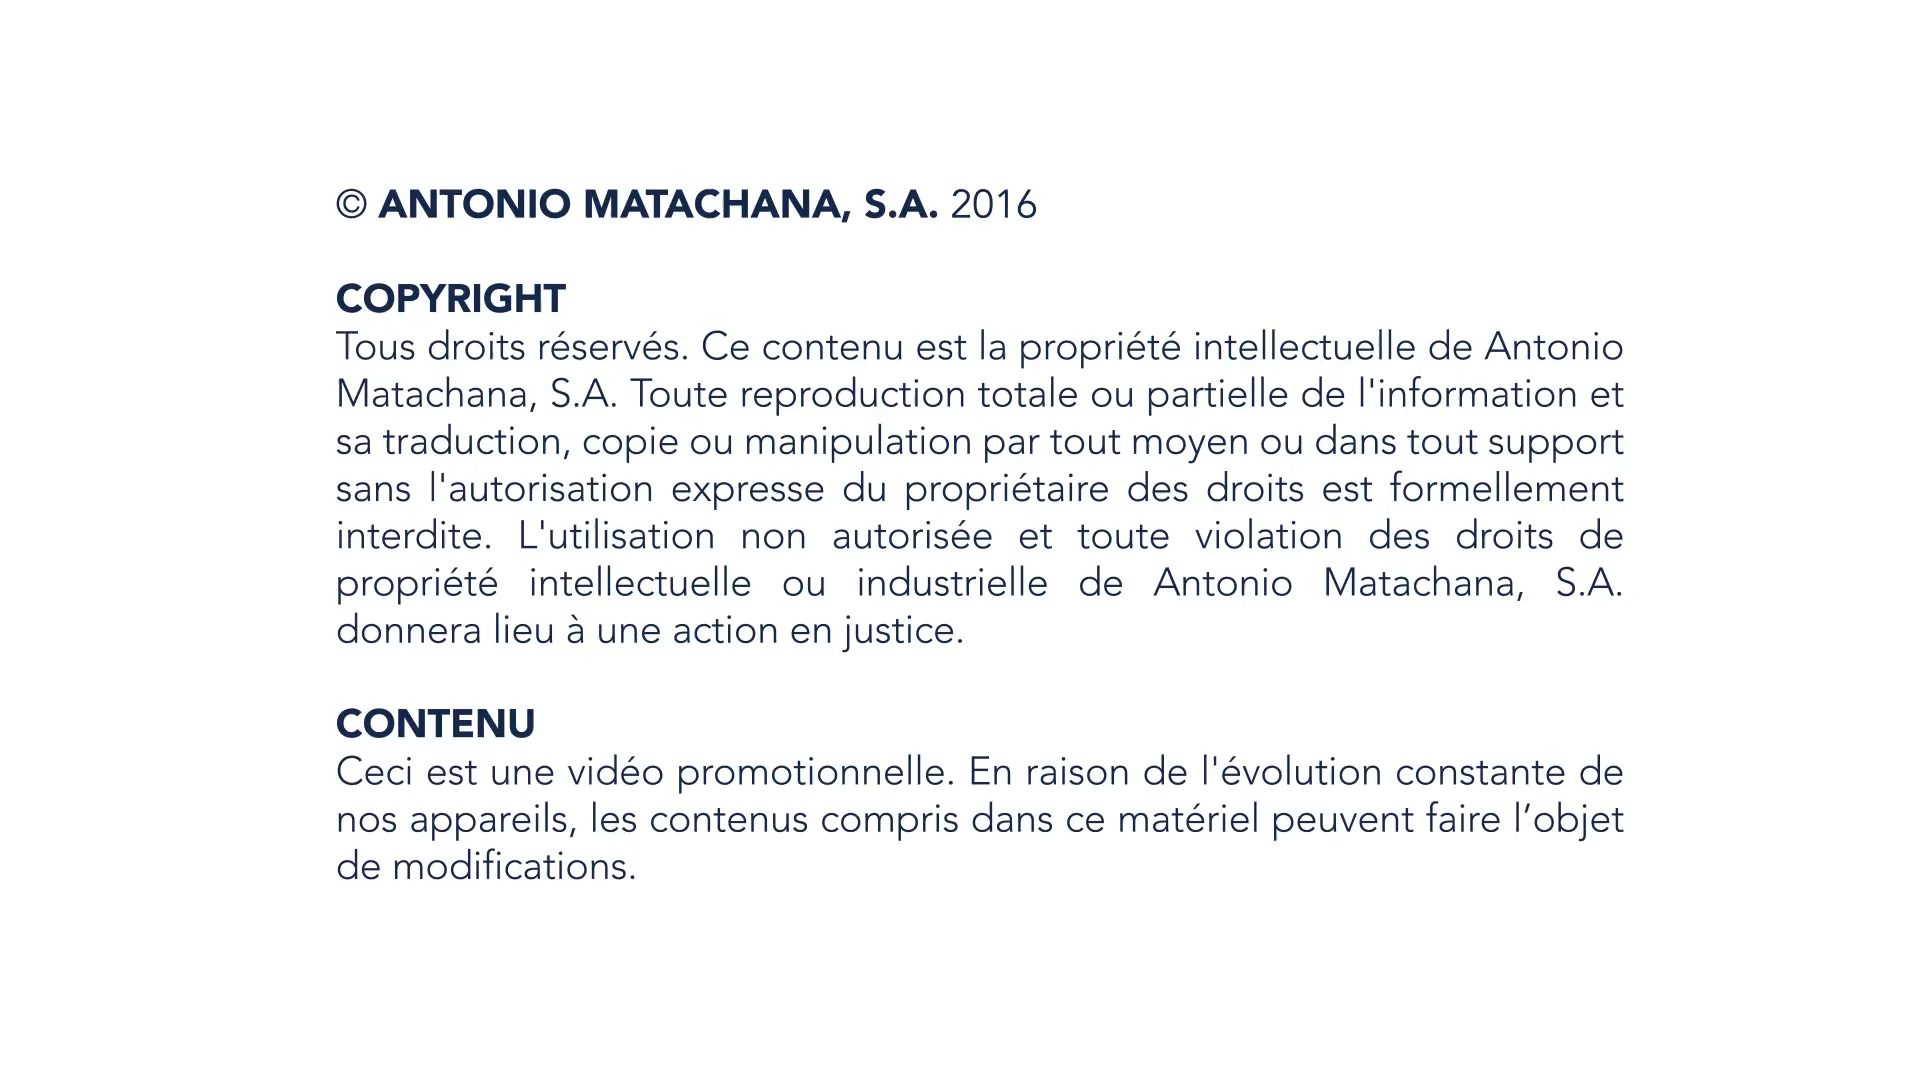 © ANTONIO MATACHANA, S.A. 2016
COPYRIGHT
Tous droits réservés. Ce contenu est la propriété intellectuelle de Antonio
Matachana, S.A. Toute reproduction totale ou partielle de l'information et
sa traduction, copie ou manipulation par tout moyen ou dans tout support
sans l'autorisation expresse du propriétaire des droits est formellement
interdite. L'utilisation non autorisée et toute violation des droits de
propriété intellectuelle ou industrielle de Antonio Matachana, S.A.
donnera lieu à une action en justice.
CONTENU
Ceci est une vidéo promotionnelle. En raison de l'évolution constante de
nos appareils, les contenus compris dans ce matériel peuvent faire l’objet
de modifications.